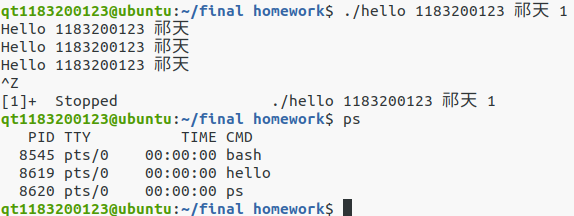 qt1183200123@ubuntu:~/final homework$ ./hello 1183200123 祁天 1
Hello 1183200123 祁天
Hello 1183200123 祁天
Hello 1183200123 祁天
^Z
[1]+  Stopped                 ./hello 1183200123 祁天 1
qt1183200123@ubuntu:~/final homework$ ps
   PID TTY          TIME CMD
  8545 pts/0    00:00:00 bash
  8619 pts/0    00:00:00 hello
  8620 pts/0    00:00:00 ps
qt1183200123@ubuntu:~/final homework$